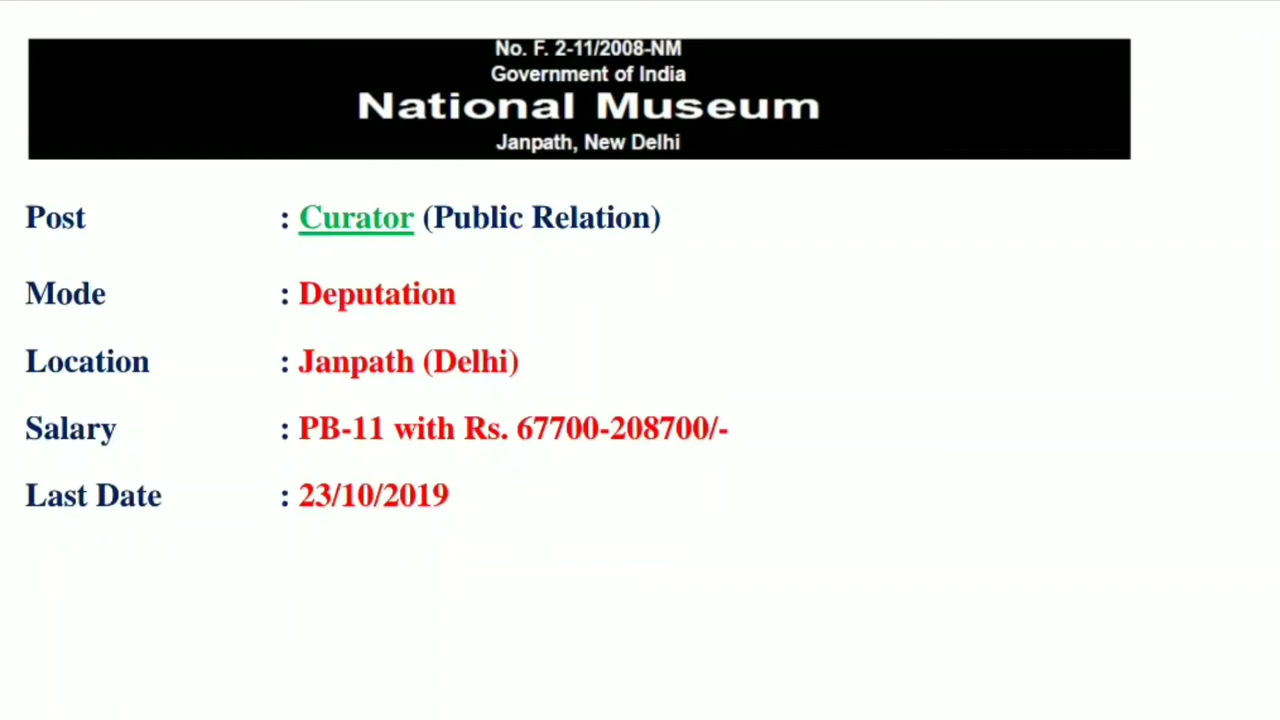 No. F. 2-11/2008-NM
Government of India
National Museum
Janpath, New Delhi
Post : Curator (Public Relation)
Mode : Deputation
Location : Janpath (Delhi)
Salary : PB-11 with Rs. 67700-208700/-
Last Date : 23/10/2019